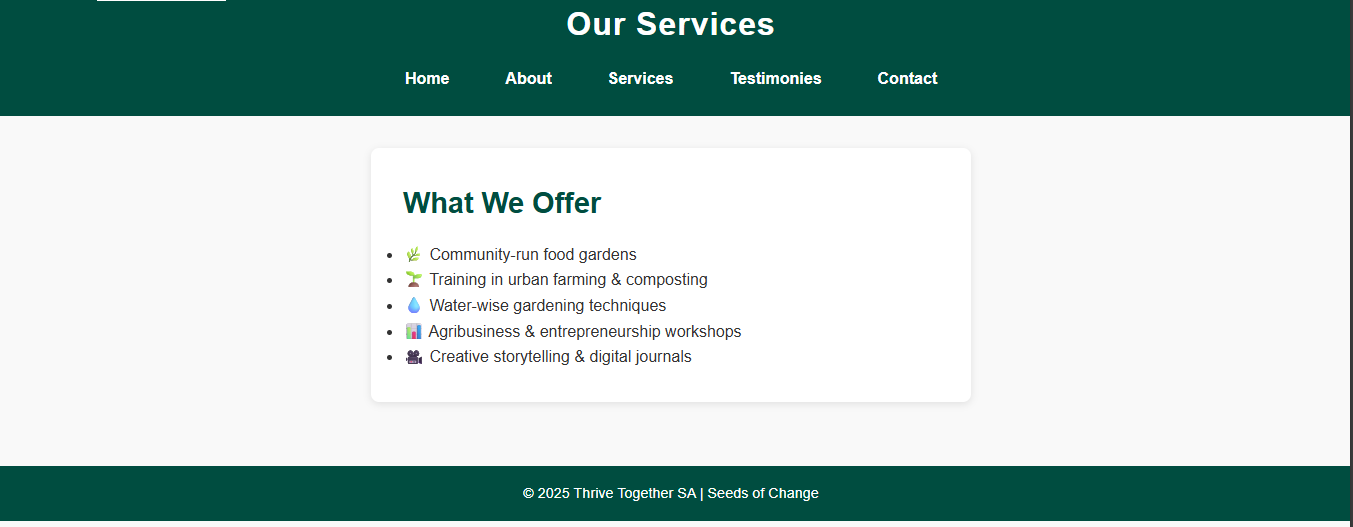 Our Services
Home About Services Testimonies Contact
What We Offer
• 🌿 Community-run food gardens
• 🌱 Training in urban farming & composting
• 💧 Water-wise gardening techniques
• 📊 Agribusiness & entrepreneurship workshops
• 🎥 Creative storytelling & digital journals
© 2025 Thrive Together SA | Seeds of Change